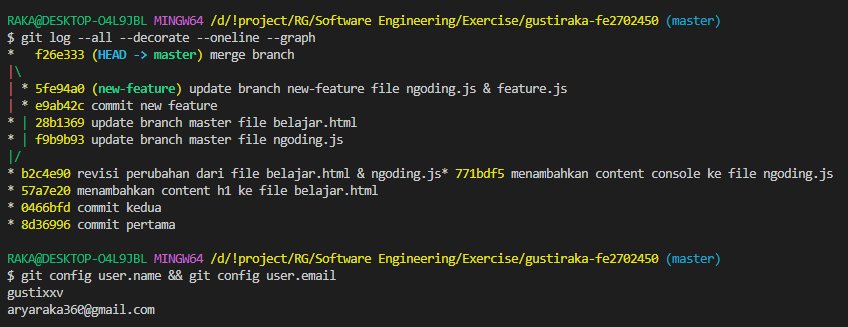 RAKA@DESKTOP-O4L9JBL MINGW64 /d/!project/RG/Software Engineering/Exercise/gustiraka-fe2702450 (master)
$ git log --all --decorate --oneline --graph
*   f26e333 (HEAD -> master) merge branch
|\
| * 5fe94a0 (new-feature) update branch new-feature file ngoding.js & feature.js
| * e9ab42c commit new feature
* | 28b1369 update branch master file belajar.html
* | f9b9b93 update branch master file ngoding.js
|/
* b2c4e90 revisi perubahan dari file belajar.html & ngoding.js* 771bdf5 menambahkan content console ke file ngoding.js
* 57a7e20 menambahkan content h1 ke file belajar.html
* 0466bfd commit kedua
* 8d36996 commit pertama
RAKA@DESKTOP-O4L9JBL MINGW64 /d/!project/RG/Software Engineering/Exercise/gustiraka-fe2702450 (master)
$ git config user.name && git config user.email
gustixxv
aryaraka360@gmail.com